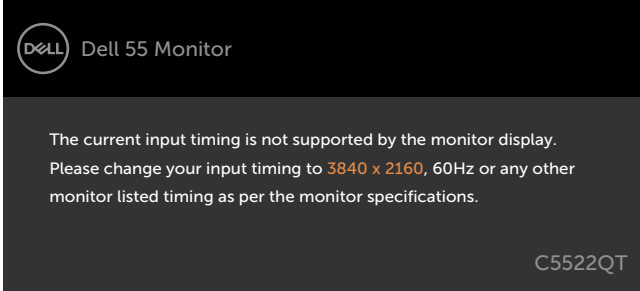 DELL
Dell 55 Monitor
The current input timing is not supported by the monitor display.
Please change your input timing to 3840 x 2160, 60Hz or any other
monitor listed timing as per the monitor specifications.
C5522QT